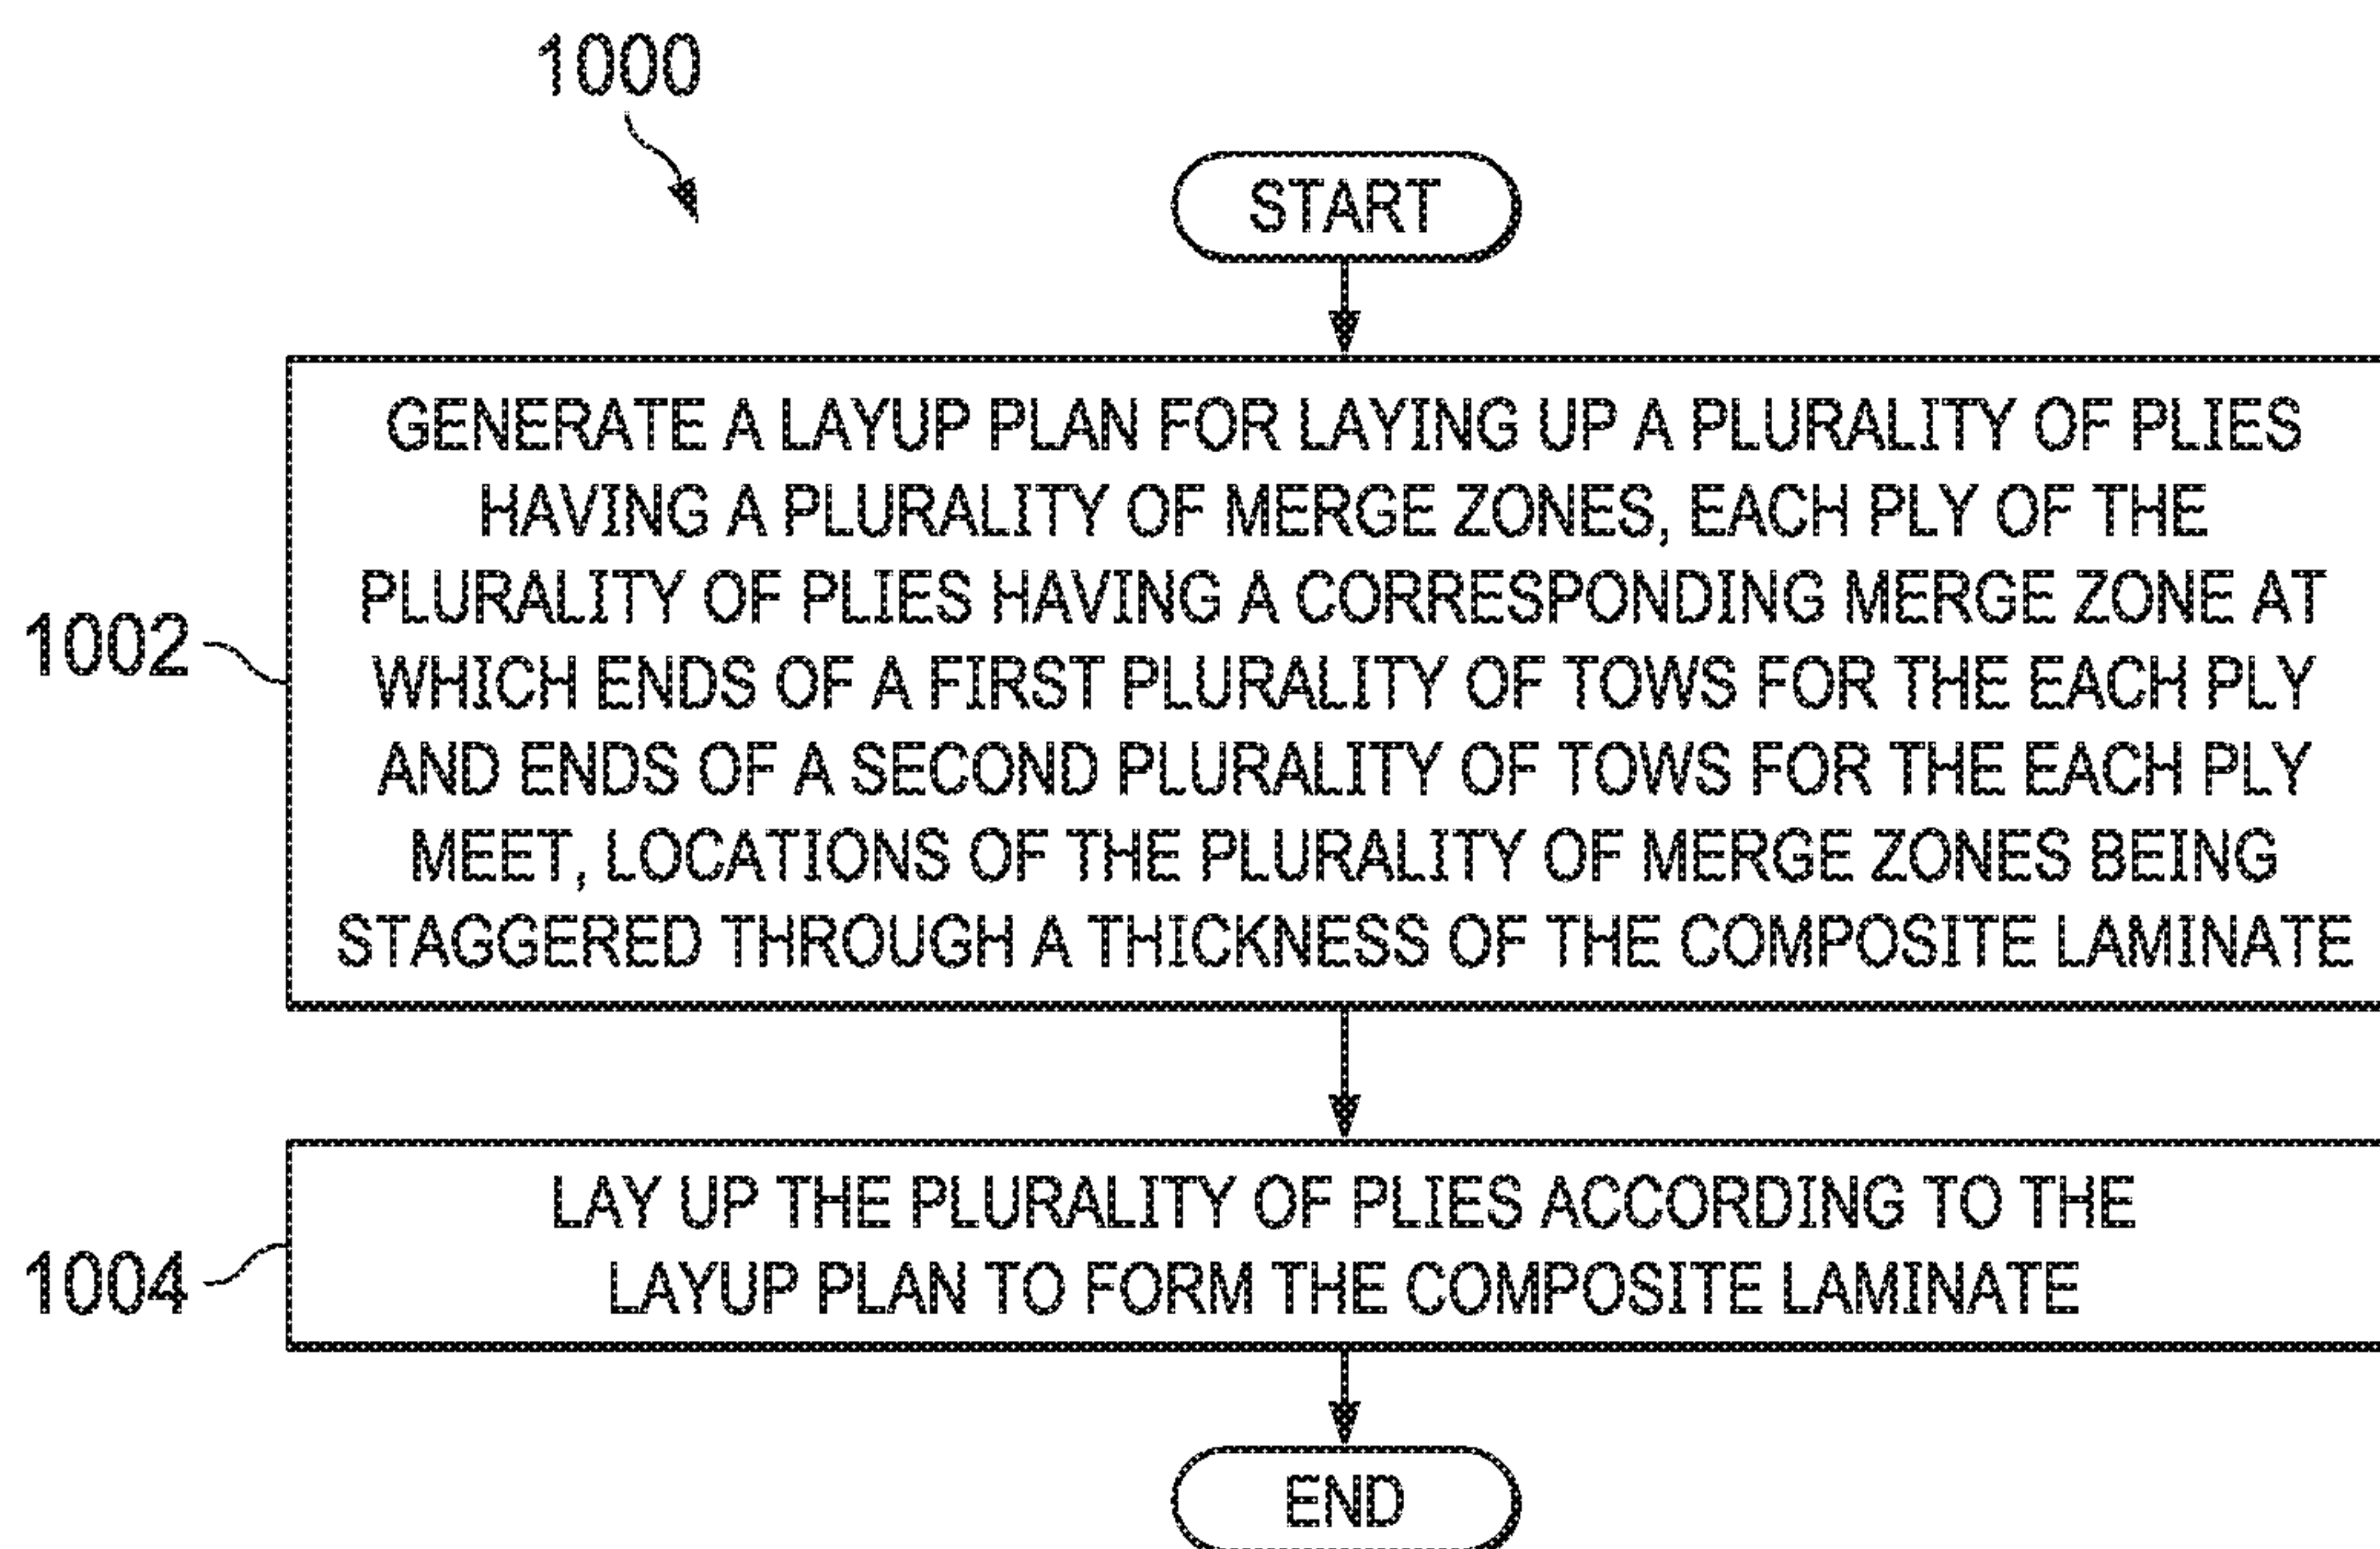 1000
START
GENERATE A LAYUP PLAN FOR LAYING UP A PLURALITY OF PLIES
HAVING A PLURALITY OF MERGE ZONES, EACH PLY OF THE
PLURALITY OF PLIES HAVING A CORRESPONDING MERGE ZONE AT
1002
WHICH ENDS OF A FIRST PLURALITY OF TOWS FOR THE EACH PLY
AND ENDS OF A SECOND PLURALITY OF TOWS FOR THE EACH PLY
MEET, LOCATIONS OF THE PLURALITY OF MERGE ZONES BEING
STAGGERED THROUGH A THICKNESS OF THE COMPOSITE LAMINATE
LAY UP THE PLURALITY OF PLIES ACCORDING TO THE
1004
LAYUP PLAN TO FORM THE COMPOSITE LAMINATE
END